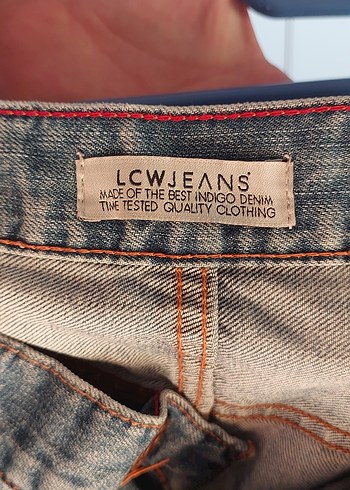 LCWJEANS
MADE OF THE BEST INDIGO DENIM
TIME TESTED QUALITY CLOTHING